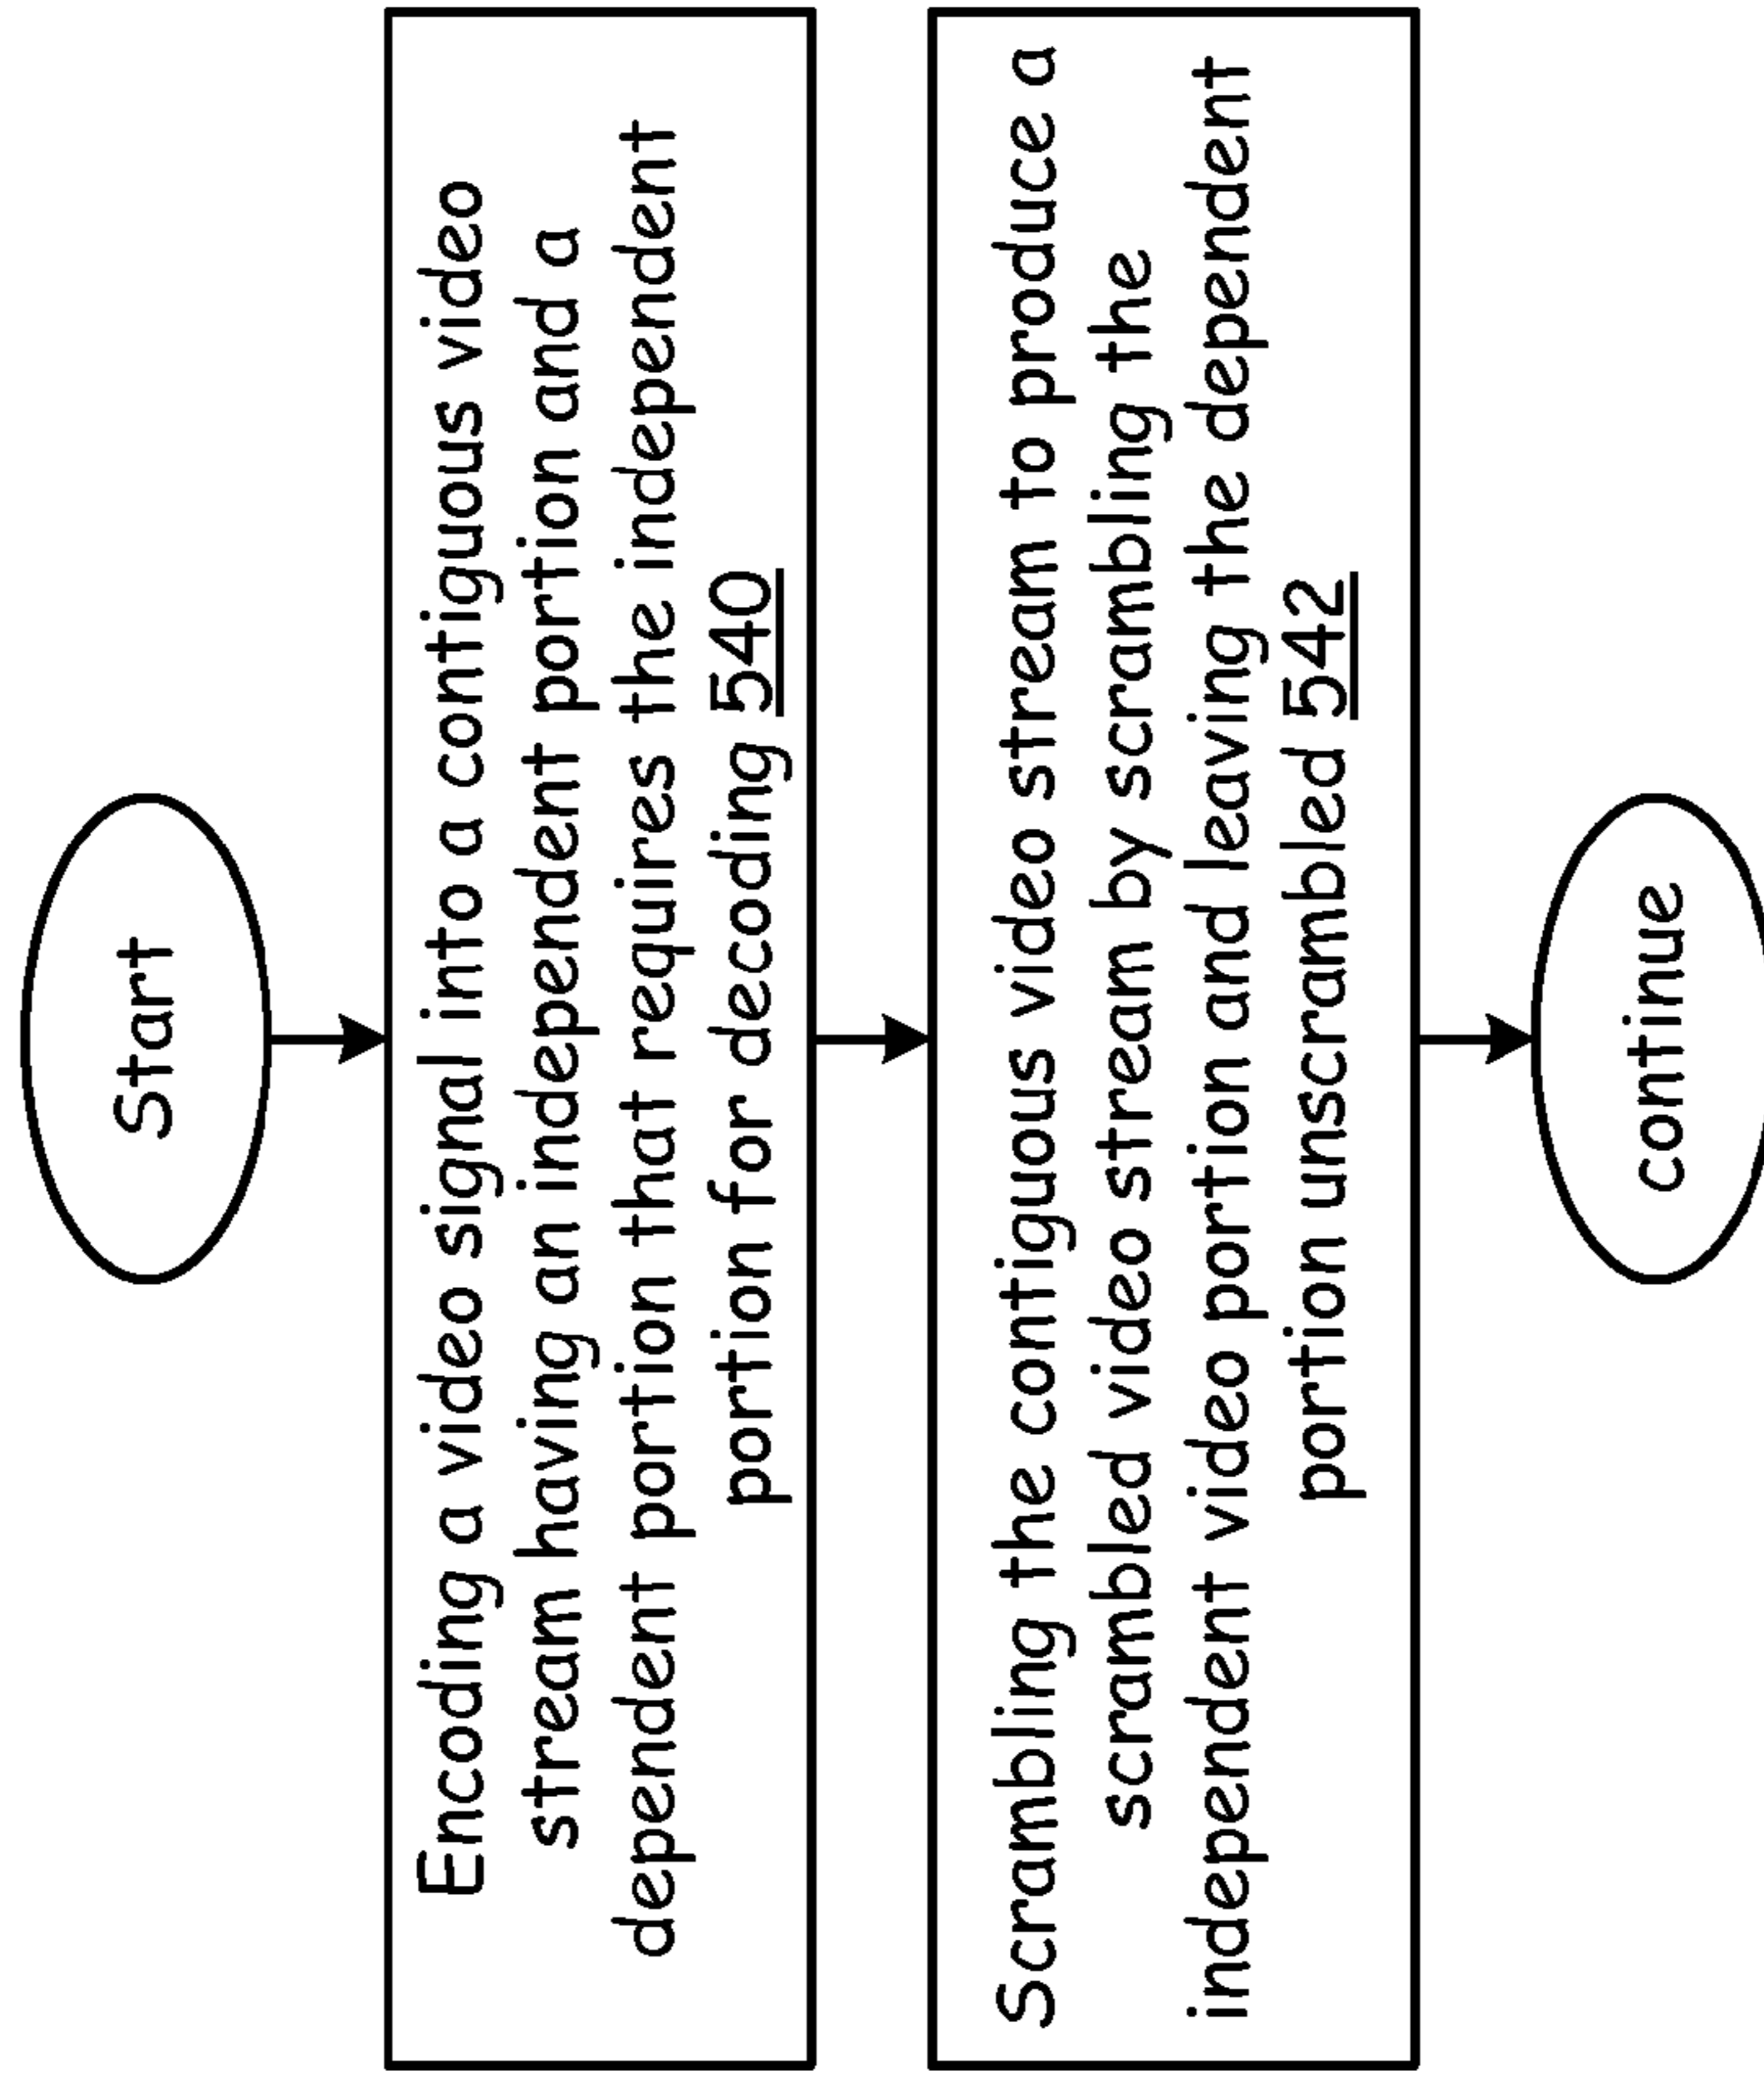 Start
Encoding a video signal into a contiguous video
stream having an independent portion and a
dependent portion that requires the independent
portion for decoding 540
Scrambling the contiguous video stream to produce a
scrambled video stream by scrambling the
independent video portion and leaving the dependent
portion unscrambled 542
continue